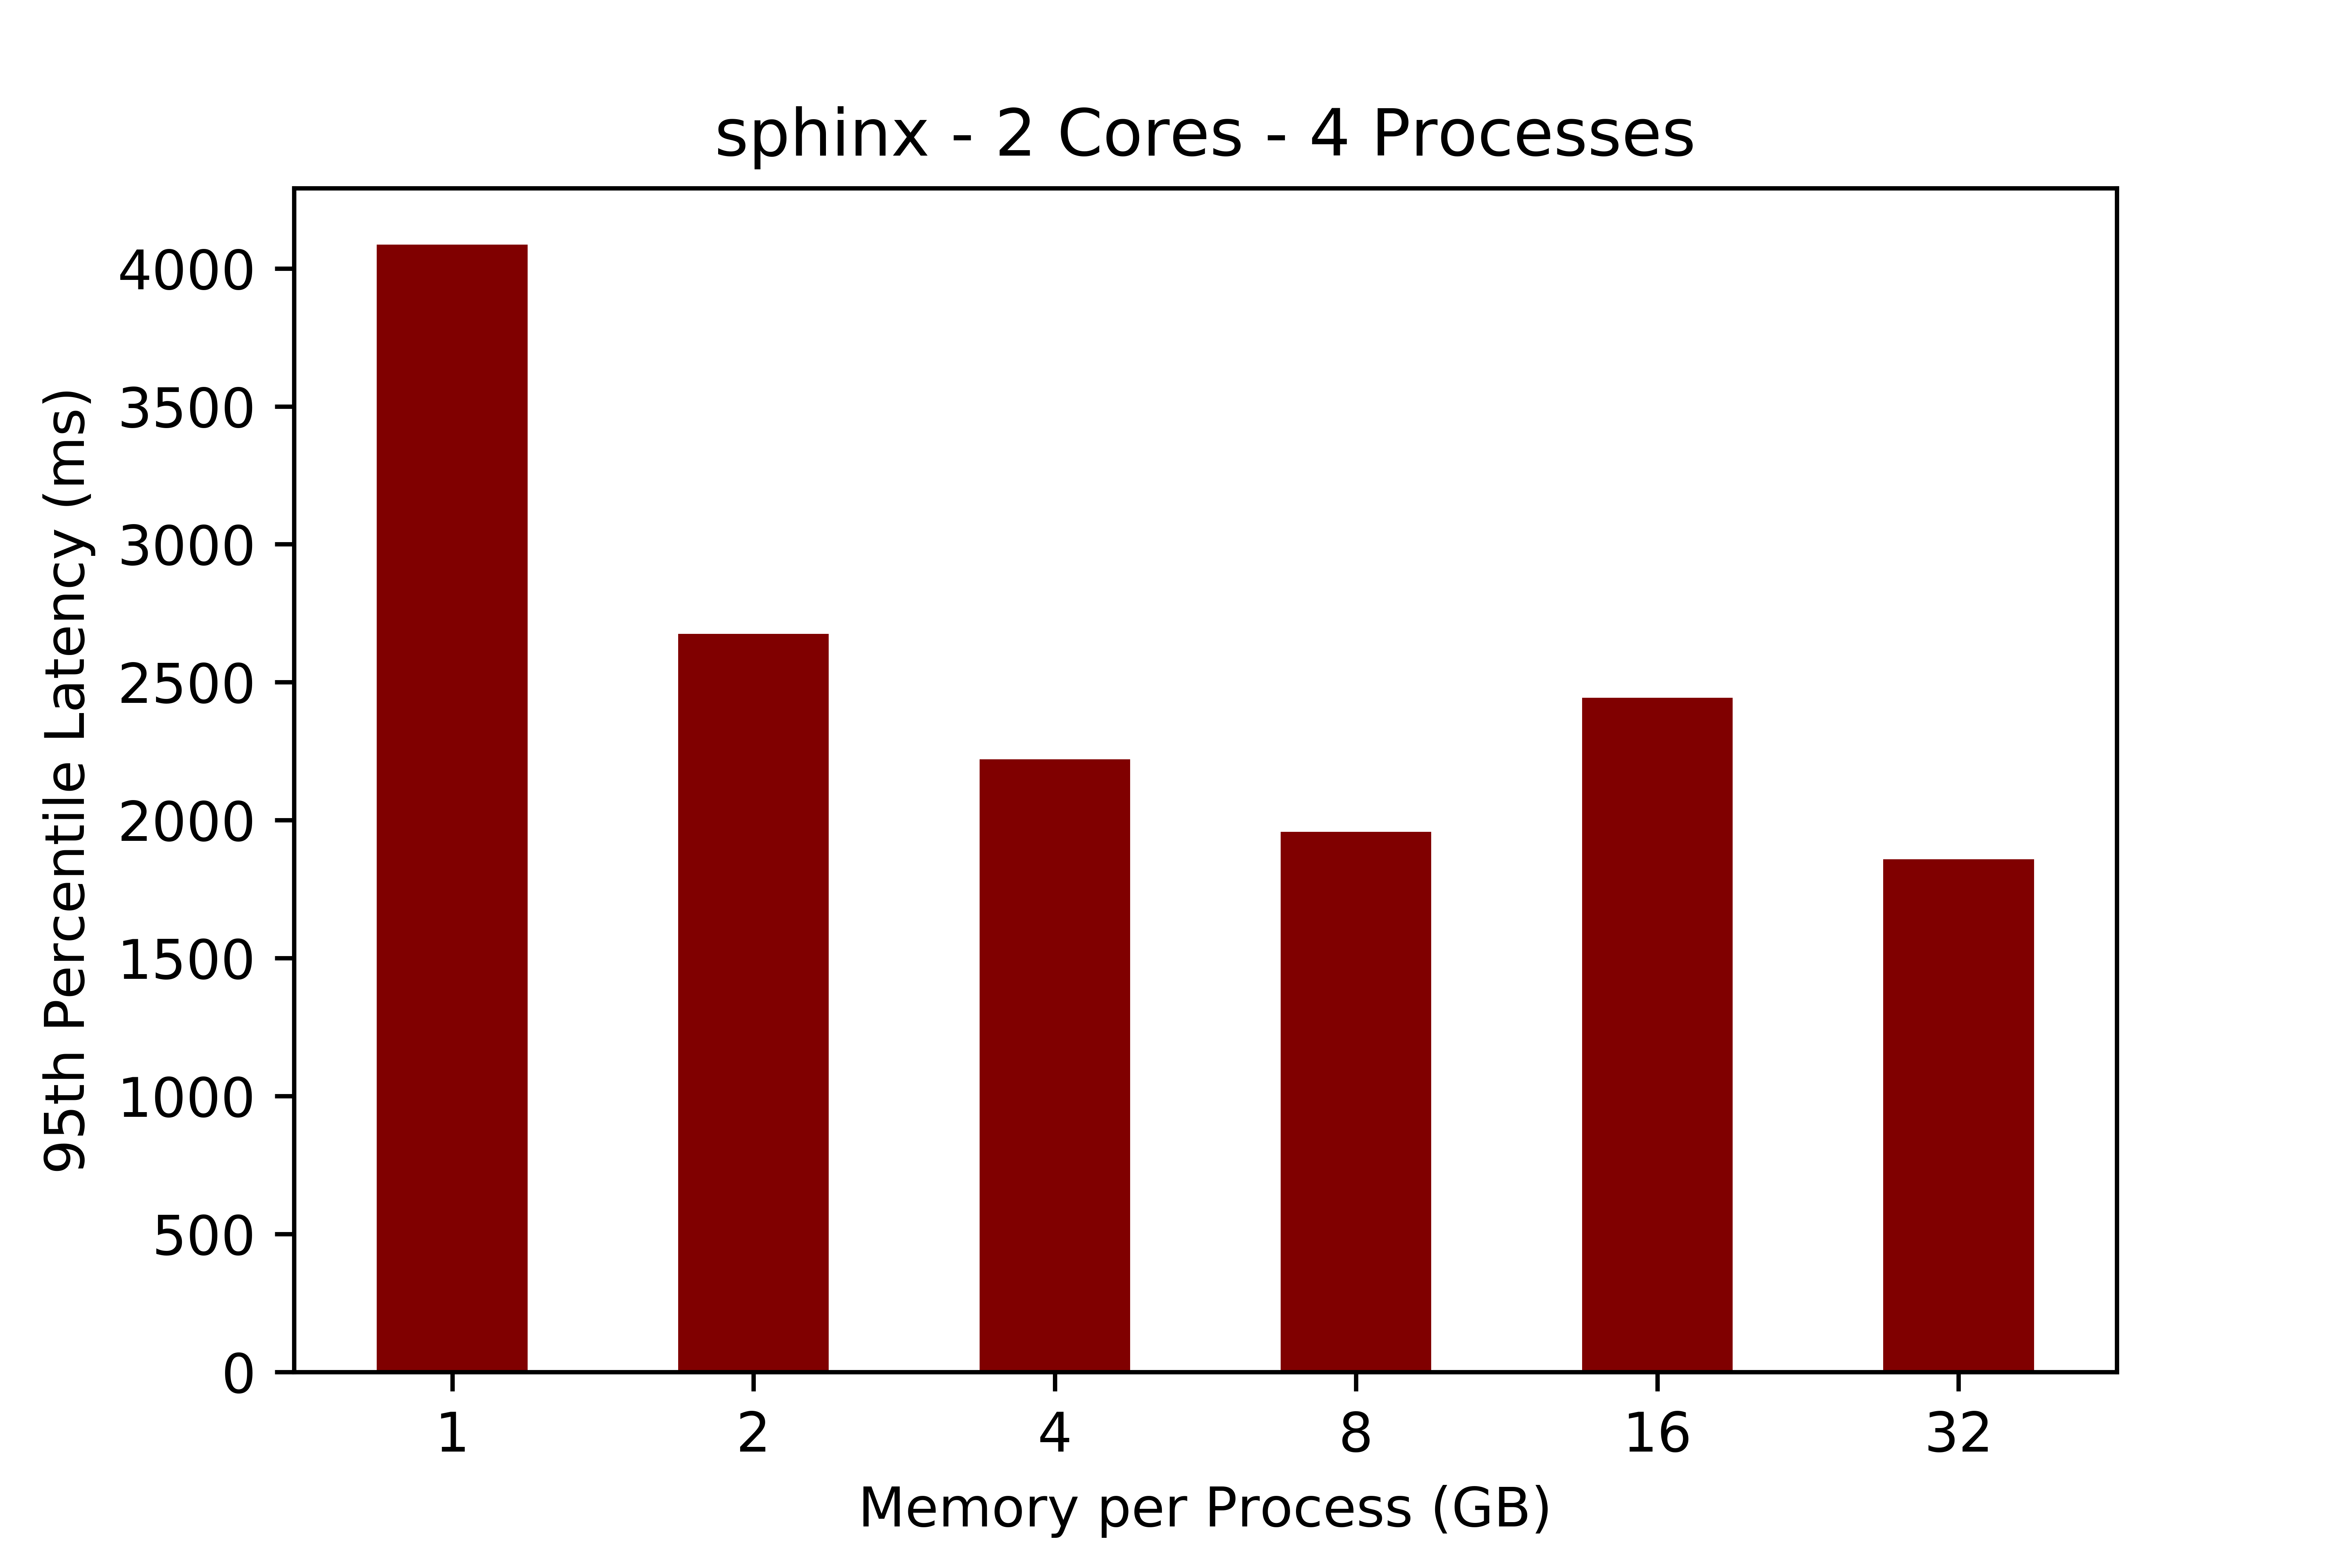 sphinx - 2 Cores - 4 Processes
95th Percentile Latency (ms)
4000
3500
3000
2500
2000
1500
1000
500
0
1 2 4 8 16 32
Memory per Process (GB)